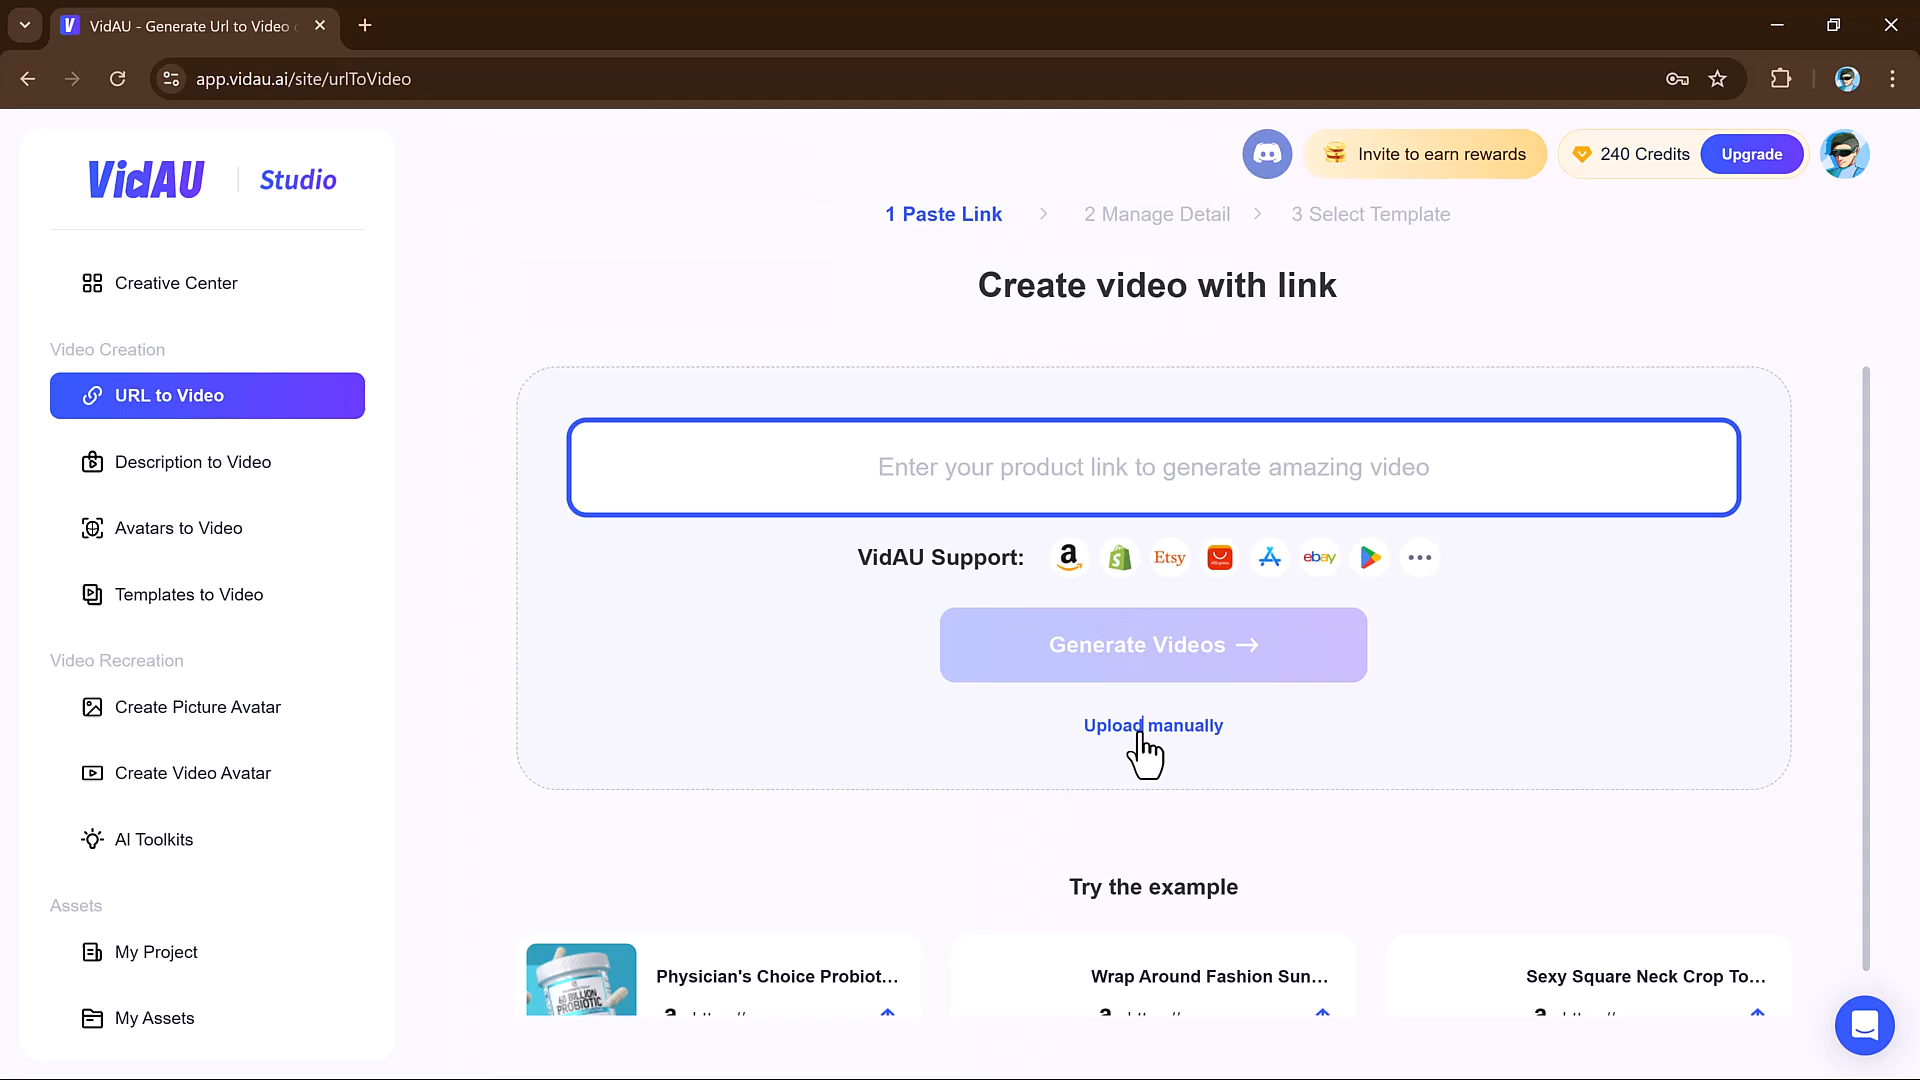 VidAU - Generate Url to Video
app.vidau.ai/site/urlToVideo
VidAU | Studio
Invite to earn rewards
240 Credits
Upgrade
1 Paste Link
2 Manage Detail
3 Select Template
Creative Center
Video Creation
URL to Video
Description to Video
Avatars to Video
Templates to Video
Video Recreation
Create Picture Avatar
Create Video Avatar
AI Toolkits
Assets
My Project
My Assets
Create video with link
Enter your product link to generate amazing video
VidAU Support:
Etsy
ebay
Generate Videos →
Upload manually
Try the example
Physician's Choice Probiot...
Wrap Around Fashion Sun...
Sexy Square Neck Crop To...
60 BILLION
PROBIOTIC